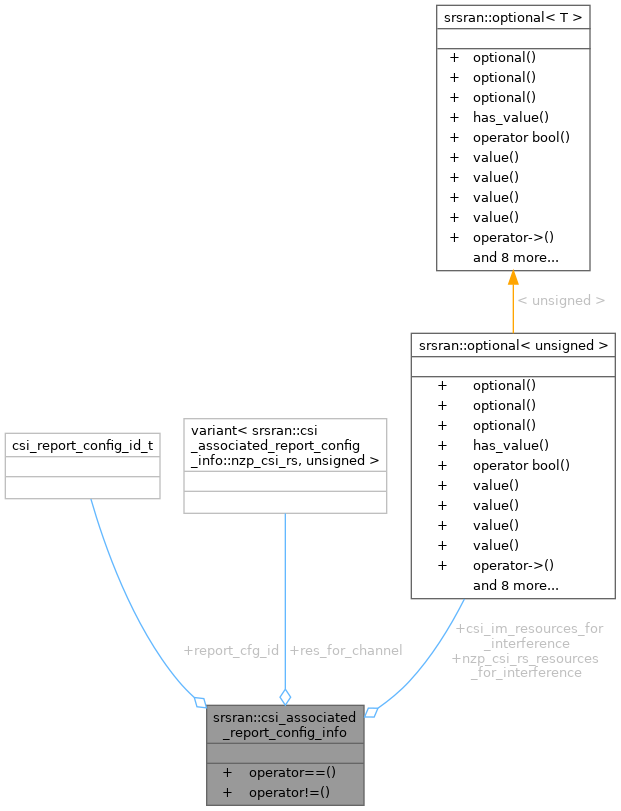 srsran::optional< T >
+ optional()
+ optional()
+ optional()
+ has_value()
+ operator bool()
+ value()
+ value()
+ value()
+ value()
+ operator->()
and 8 more...
< unsigned >
srsran::optional< unsigned >
+ optional()
+ optional()
+ optional()
+ has_value()
+ operator bool()
+ value()
+ value()
+ value()
+ value()
+ operator->()
and 8 more...
csi_report_config_id_t
variant< srsran::csi
_associated_report_config
_info::nzp_csi_rs, unsigned >
+report_cfg_id
+res_for_channel
+csi_im_resources_for
_interference
+nzp_csi_rs_resources
_for_interference
srsran::csi_associated
_report_config_info
+ operator==()
+ operator!=()